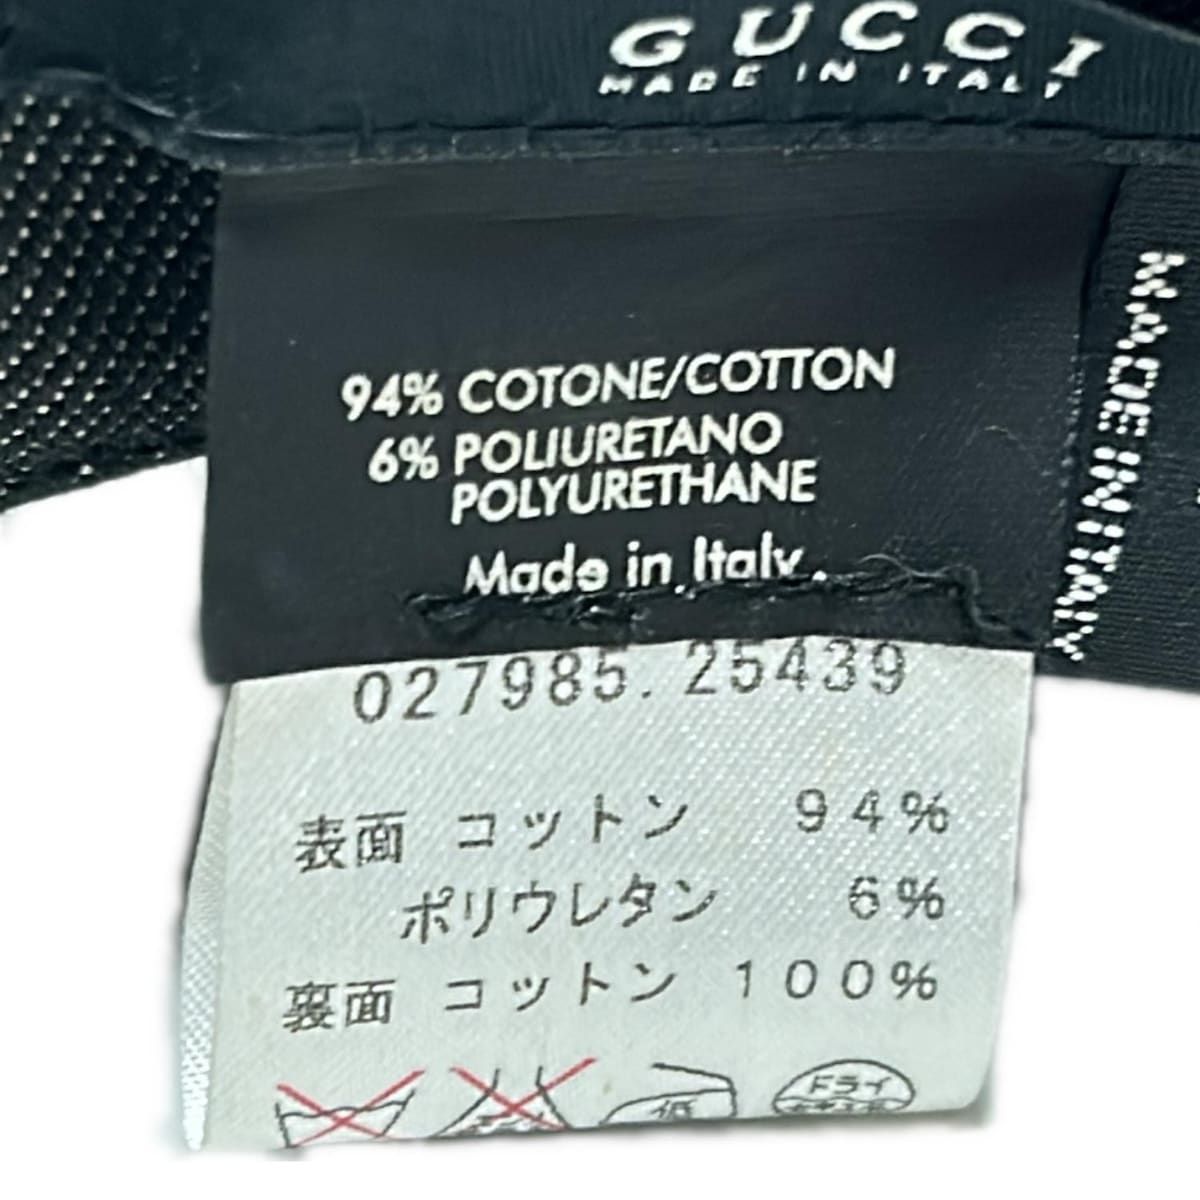 GUCCI
MADE IN ITALY
94% COTONE/COTTON
6% POLIURETANO
POLYURETHANE
Made in Italy
MADE IN ITALY
027985.25439
表面 コットン 94%
ポリウレタン 6%
裏面 コットン 100%
低
ドライ